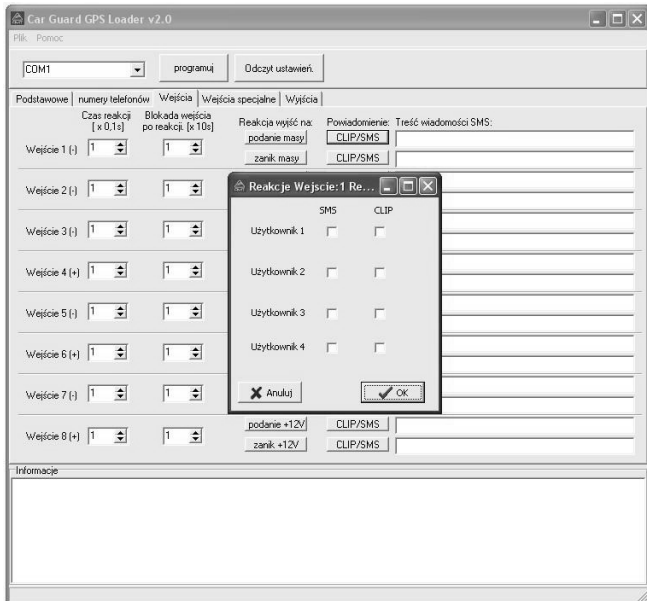 Car Guard GPS Loader v2.0
Plik Pomoc
COM1 programuj Odczyt ustawień.
Podstawowe numery telefonów Wejścia Wejścia specjalne Wyjścia
Czas reakcji Blokada wejścia
[ x 0,1s] po reakcji. [x 10s] Reakcja wyjść na: Powiadomienie: Treść wiadomości SMS:
Wejście 1 (-) 1 1 podanie masy CLIP/SMS
zanik masy CLIP/SMS
Wejście 2 (-) 1 1
Wejście 3 (-) 1 1
Wejście 4 (+) 1 1
Wejście 5 (-) 1 1
Wejście 6 (+) 1 1
Wejście 7 (-) 1 1
Wejście 8 (+) 1 1 podanie +12V CLIP/SMS
zanik +12V CLIP/SMS
Reakcje Wejscie:1 Re...
SMS CLIP
Użytkownik 1
Użytkownik 2
Użytkownik 3
Użytkownik 4
Anuluj OK
Informacje